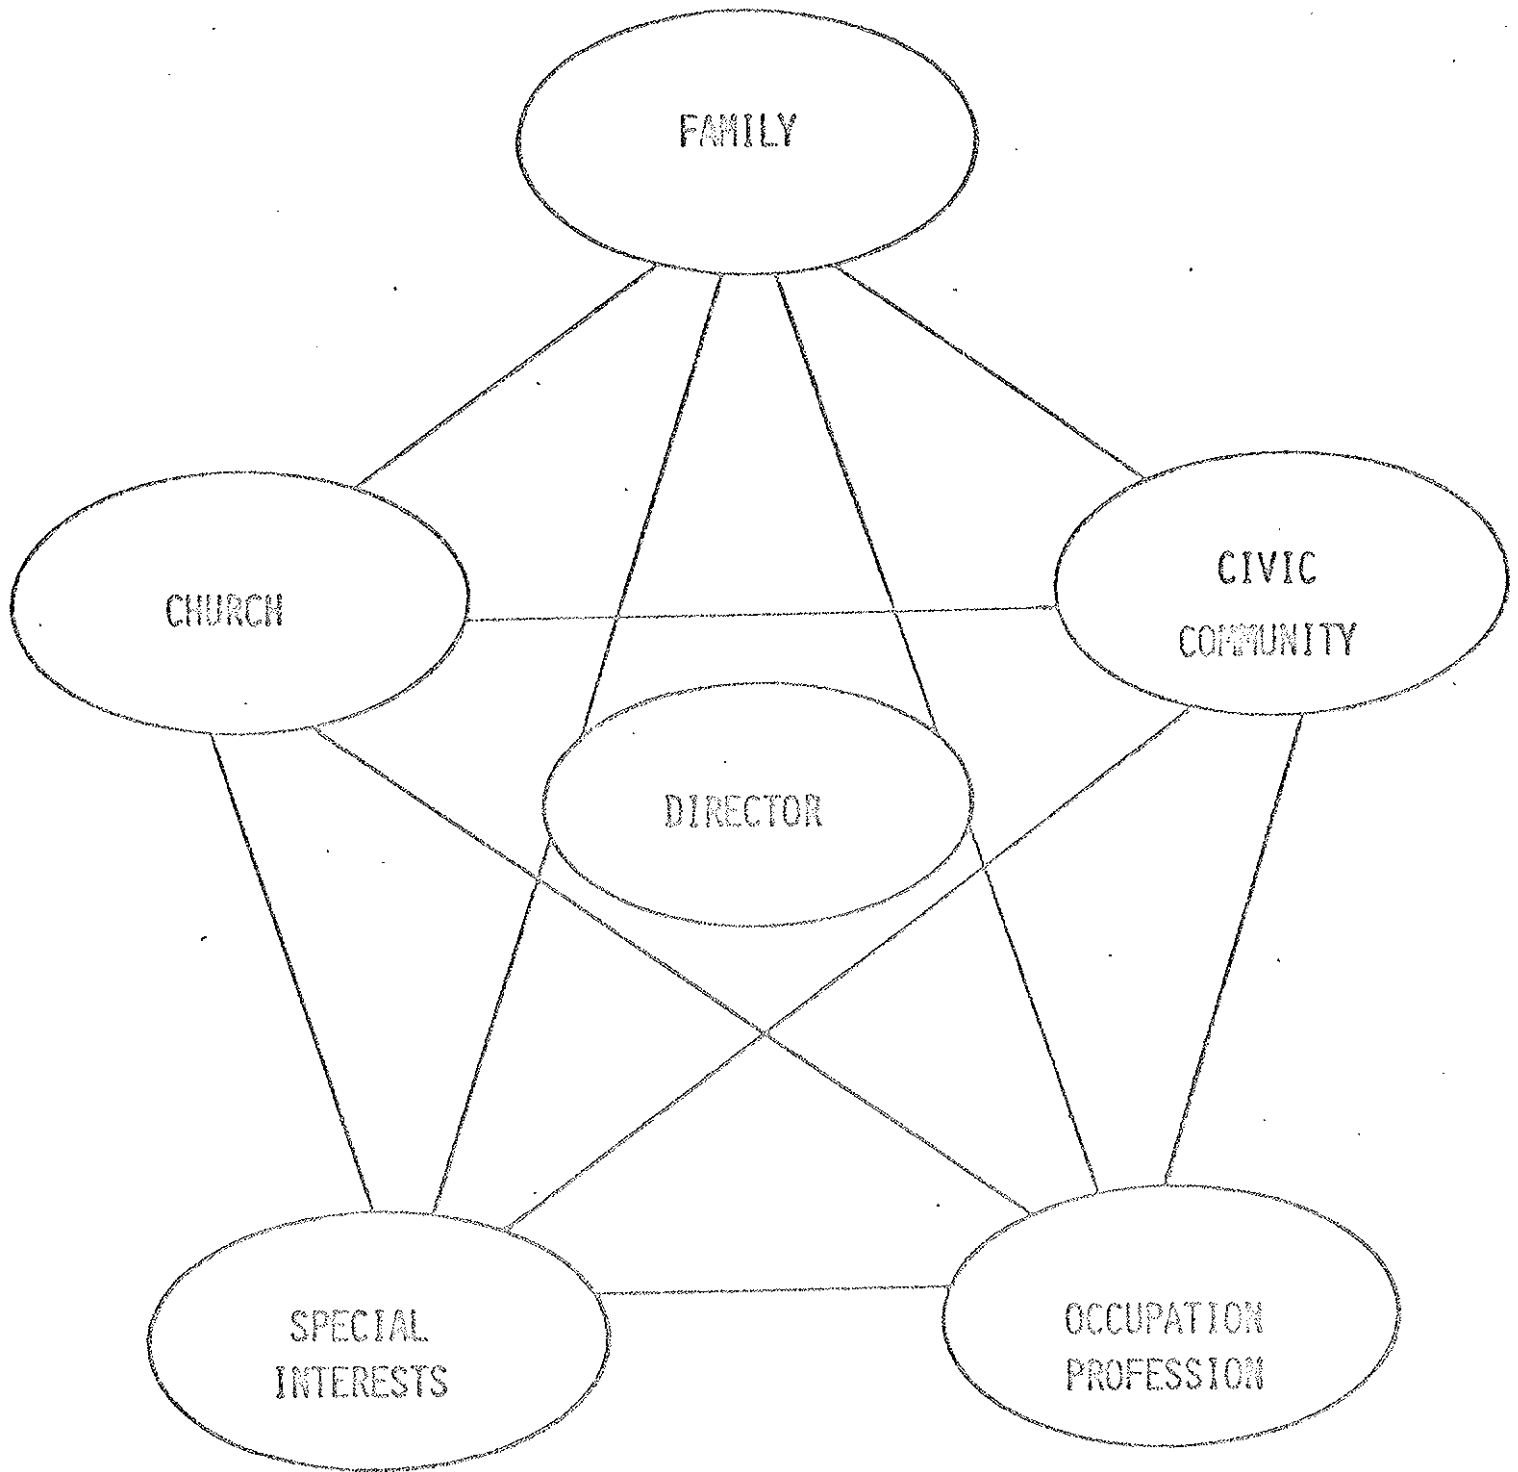 FAMILY
CHURCH
CIVIC
COMMUNITY
DIRECTOR
SPECIAL
INTERESTS
OCCUPATION
PROFESSION